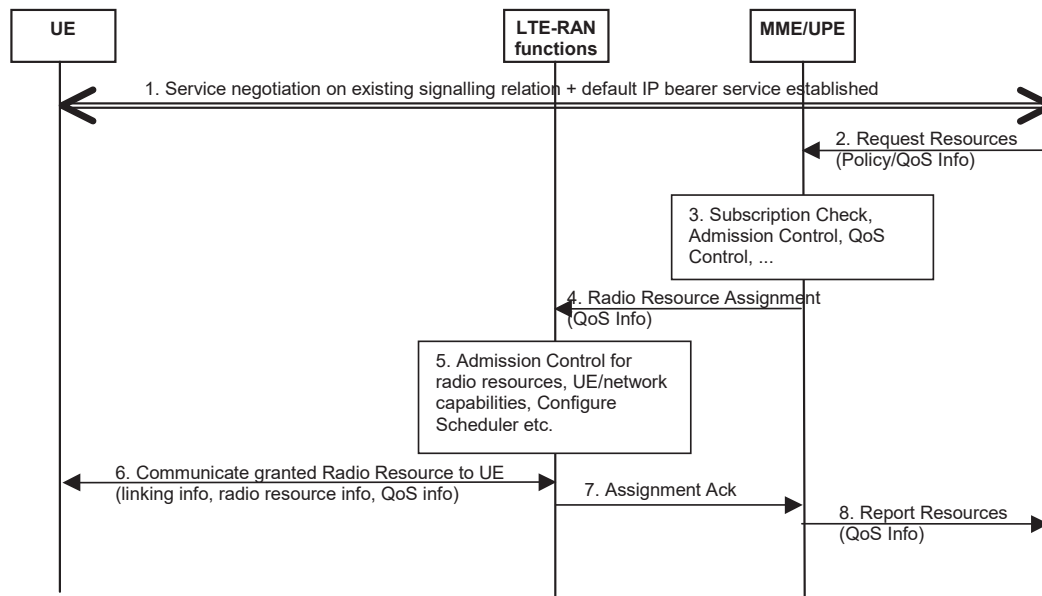 UE
LTE-RAN
functions
MME/UPE
1. Service negotiation on existing signalling relation + default IP bearer service established
2. Request Resources
(Policy/QoS Info)
3. Subscription Check,
Admission Control, QoS
Control, ...
4. Radio Resource Assignment
(QoS Info)
5. Admission Control for
radio resources, UE/network
capabilities, Configure
Scheduler etc.
6. Communicate granted Radio Resource to UE
(linking info, radio resource info, QoS info)
7. Assignment Ack
8. Report Resources
(QoS Info)